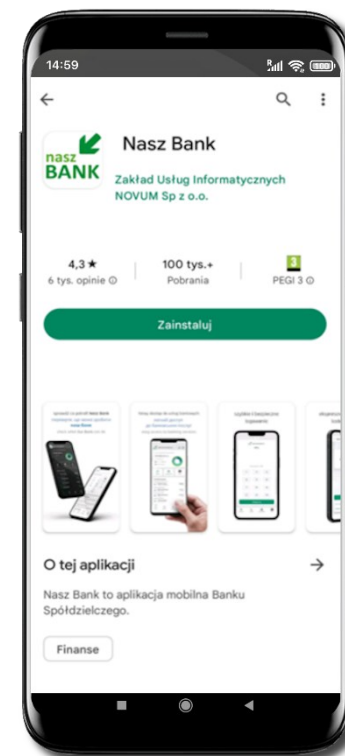 14:59
nasz
BANK
Nasz Bank
Zakład Usług Informatycznych
NOVUM Sp z o.o.
4,3 ★
6 tys. opinie
100 tys.+
Pobrania
3
PEGI 3
Zainstaluj
O tej aplikacji
Nasz Bank to aplikacja mobilna Banku
Spółdzielczego.
Finanse